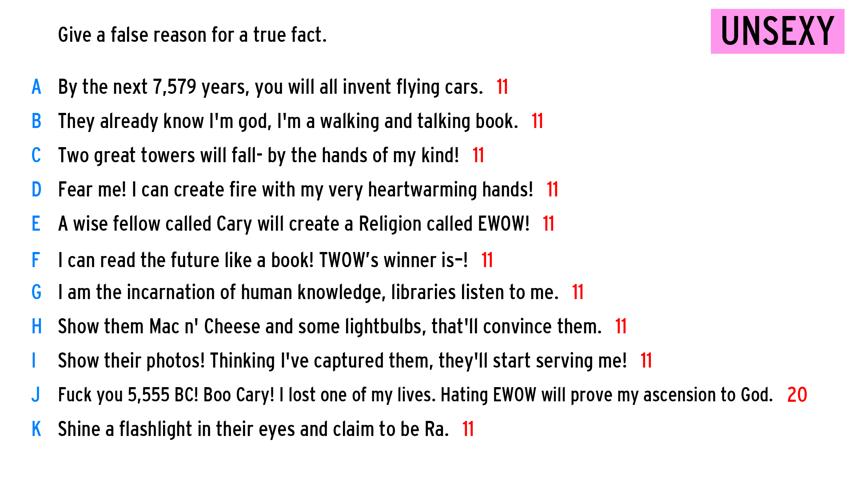 Give a false reason for a true fact.
UNSEXY
A By the next 7,579 years, you will all invent flying cars. 11
B They already know I'm god, I'm a walking and talking book. 11
C Two great towers will fall- by the hands of my kind! 11
D Fear me! I can create fire with my very heartwarming hands! 11
E A wise fellow called Cary will create a Religion called EWOW! 11
F I can read the future like a book! TWOW's winner is–! 11
G I am the incarnation of human knowledge, libraries listen to me. 11
H Show them Mac n' Cheese and some lightbulbs, that'll convince them. 11
I Show their photos! Thinking I've captured them, they'll start serving me! 11
J Fuck you 5,555 BC! Boo Cary! I lost one of my lives. Hating EWOW will prove my ascension to God. 20
K Shine a flashlight in their eyes and claim to be Ra. 11